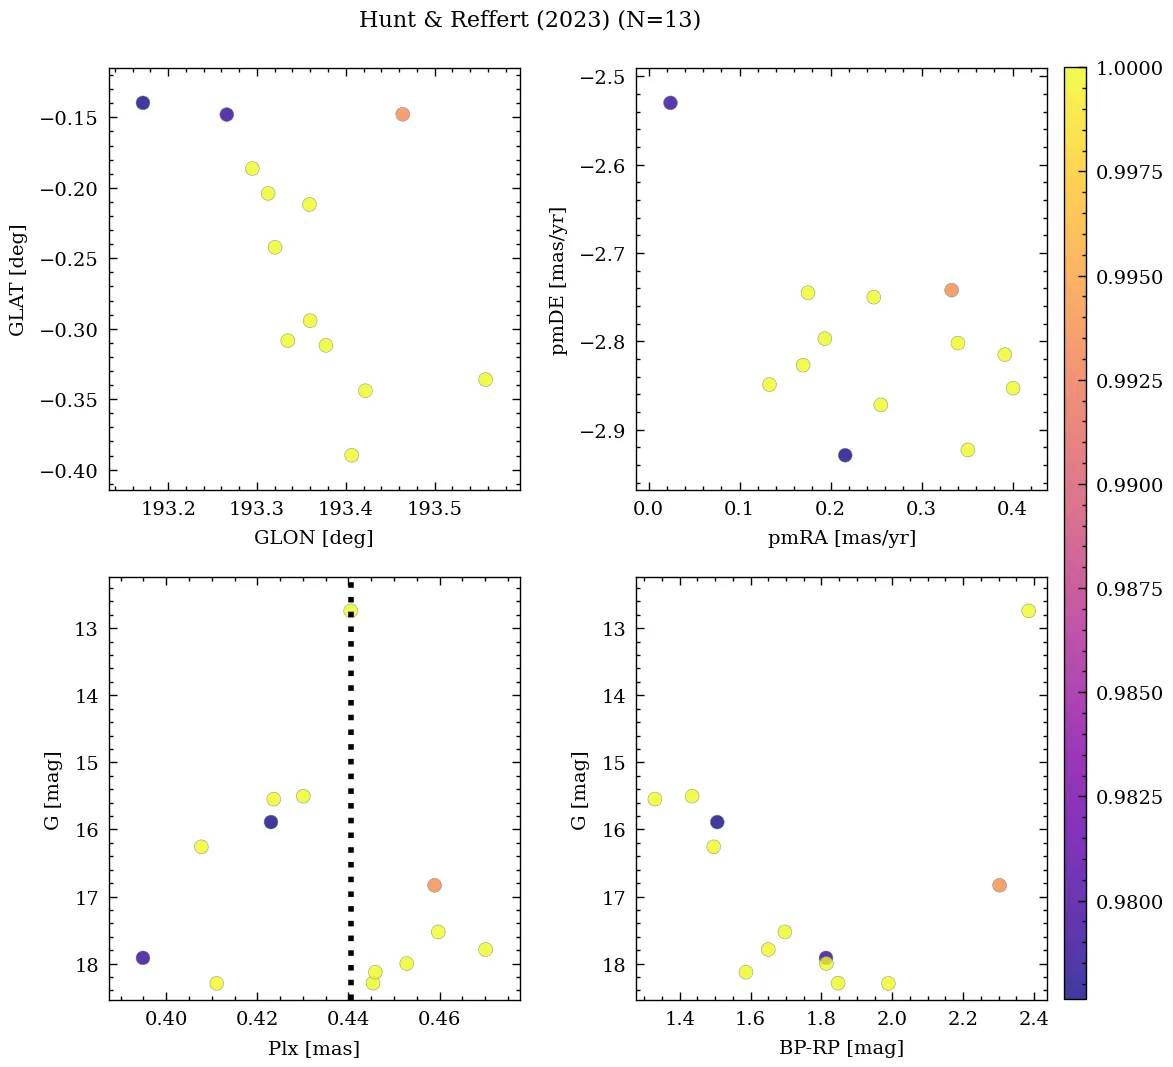 Hunt & Reffert (2023) (N=13)
−0.15
−0.20
−0.25
−0.30
−0.35
−0.40
GLAT [deg]
193.2 193.3 193.4 193.5
GLON [deg]
−2.5
−2.6
−2.7
−2.8
−2.9
pmDE [mas/yr]
0.0 0.1 0.2 0.3 0.4
pmRA [mas/yr]
13
14
15
16
17
18
G [mag]
0.40 0.42 0.44 0.46
Plx [mas]
13
14
15
16
17
18
G [mag]
1.4 1.6 1.8 2.0 2.2 2.4
BP-RP [mag]
1.0000
0.9975
0.9950
0.9925
0.9900
0.9875
0.9850
0.9825
0.9800